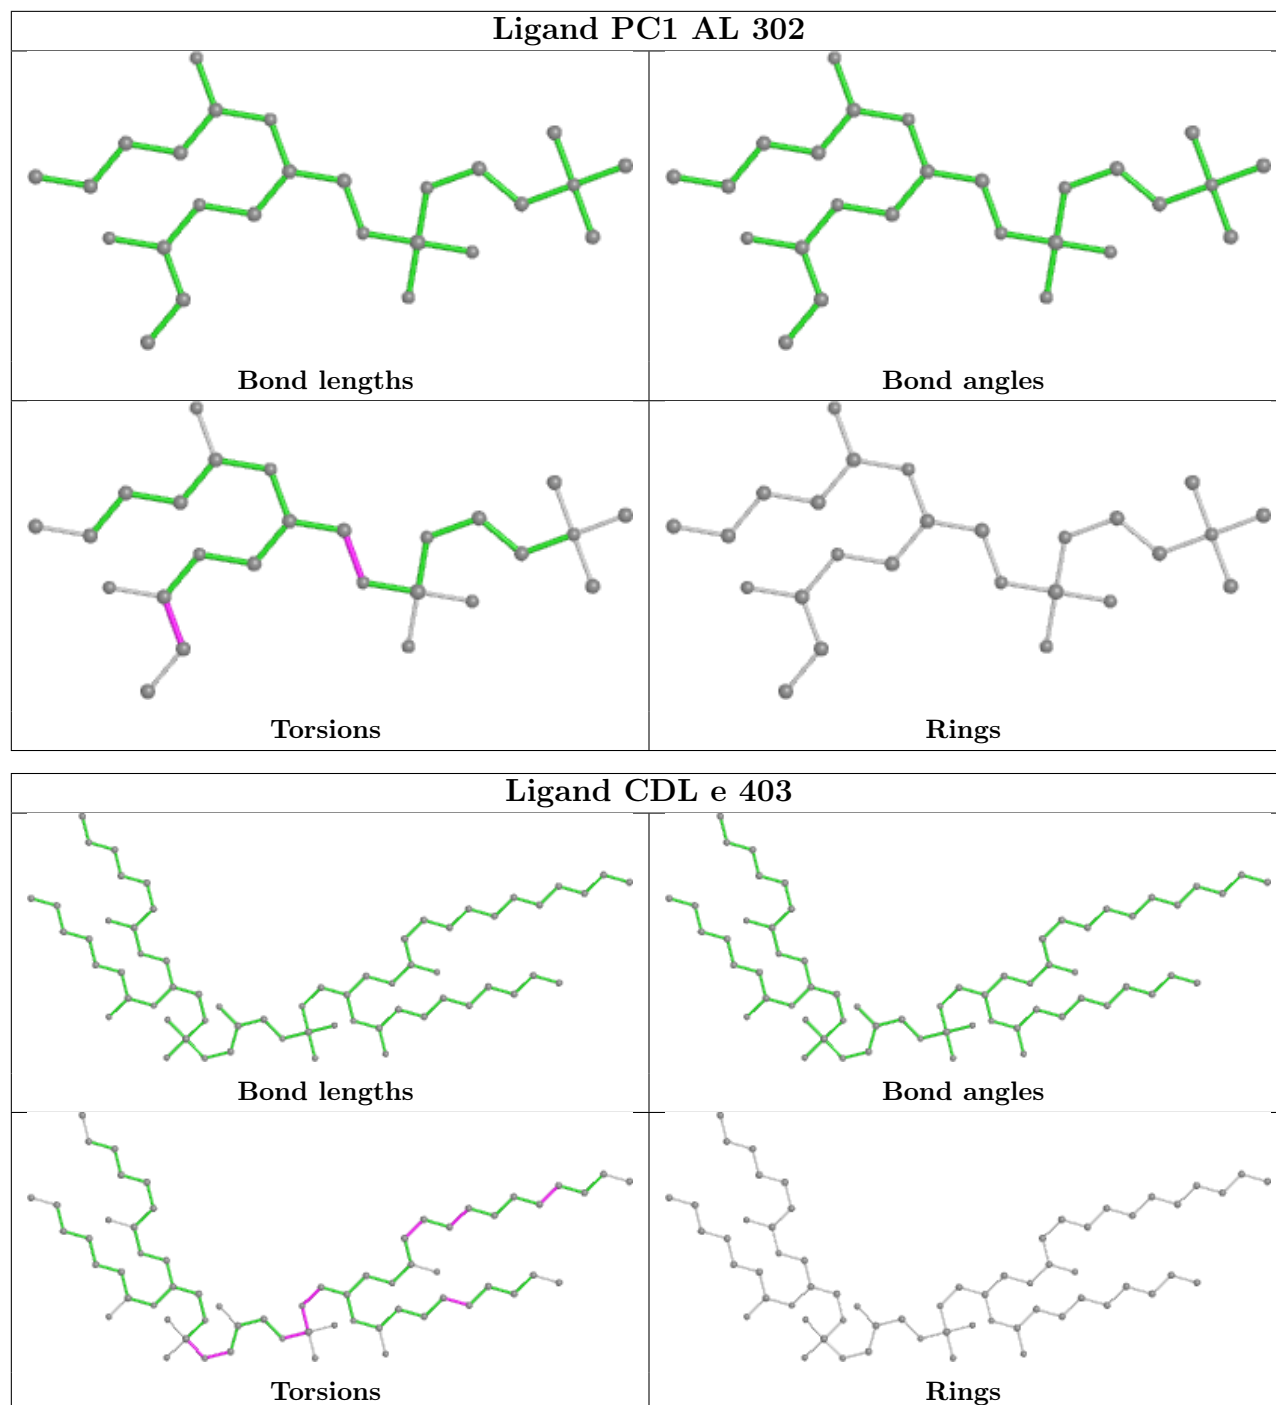 Ligand PC1 AL 302
Bond lengths
Bond angles
Torsions
Rings
Ligand CDL e 403
Bond lengths
Bond angles
Torsions
Rings